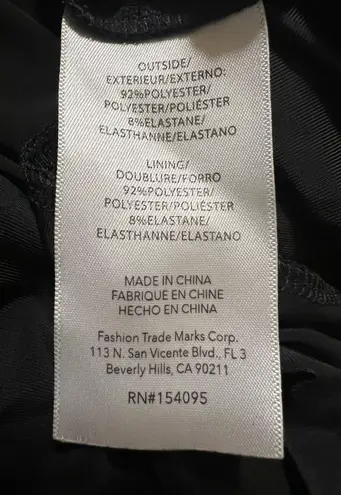 OUTSIDE/
EXTERIEUR/EXTERNO:
92%POLYESTER/
POLYESTER/POLIÉSTER
8%ELASTANE/
ELASTHANNE/ELASTANO
LINING/
DOUBLURE/FORRO
92%POLYESTER/
POLYESTER/POLIÉSTER
8%ELASTANE/
ELASTHANNE/ELASTANO
MADE IN CHINA
FABRIQUE EN CHINE
HECHO EN CHINA
Fashion Trade Marks Corp.
113 N. San Vicente Blvd., FL 3
Beverly Hills, CA 90211
RN#154095